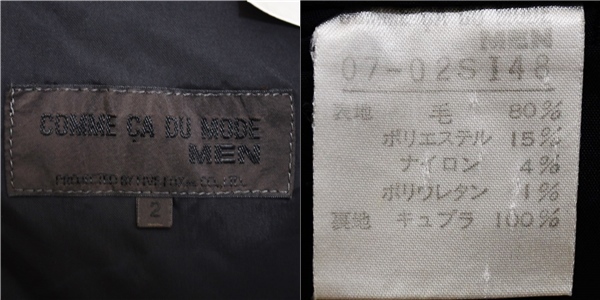 COMME ÇA DU MODE
MEN
2
MEN
07-02SI48
表地 毛 80%
ポリエステル 15%
ナイロン 4%
ポリウレタン 1%
裏地 キュプラ 100%